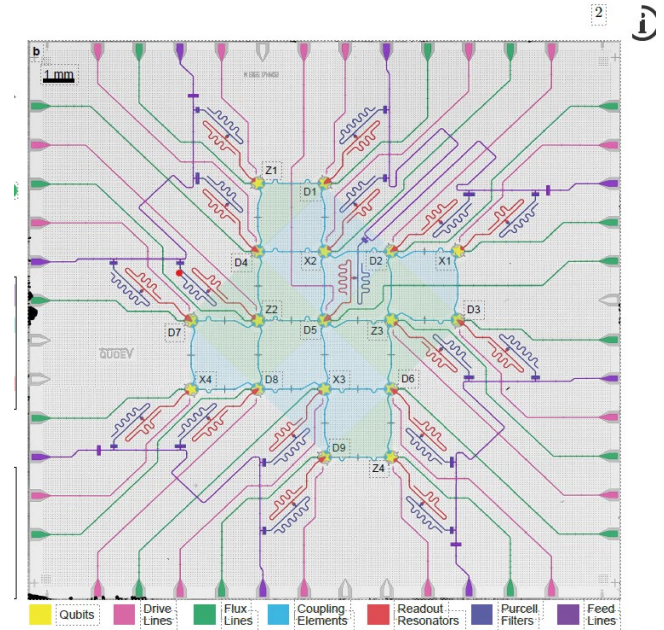 2
b
1 mm
Z1
D1
D4
X2
D2
X1
Z2
D5
Z3
D3
D7
QUDEV
X4
D8
X3
D6
D9
Z4
Qubits
Drive Lines
Flux Lines
Coupling Elements
Readout Resonators
Purcell Filters
Feed Lines